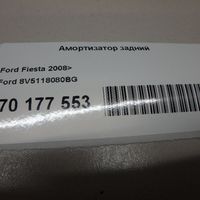 Амортизатор задний
Ford Fiesta 2008>
Ford 8V5118080BG
70 177 553